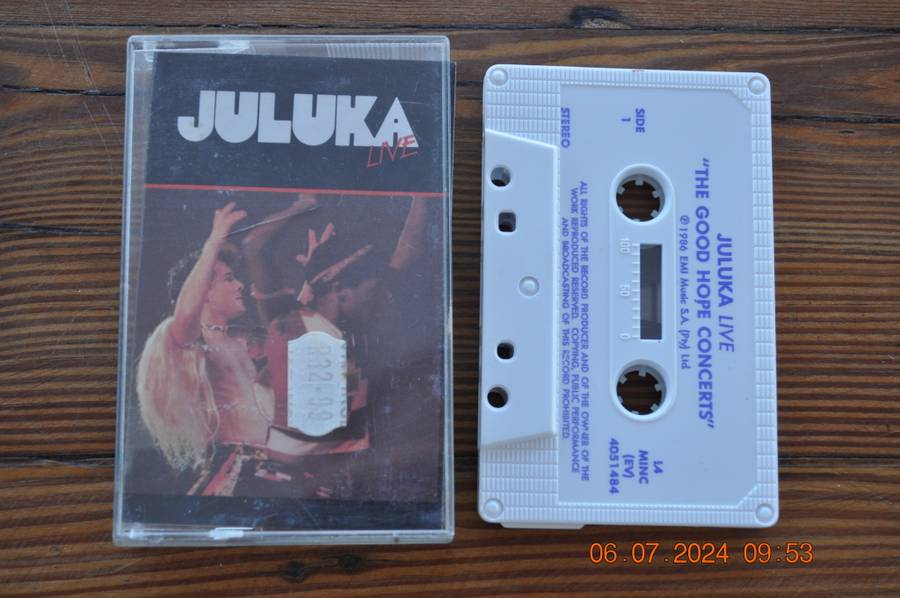 JULUKA
LIVE
R32.99
SIDE
1
STEREO
JULUKA LIVE
"THE GOOD HOPE CONCERTS"
℗ 1986 EMI Music S.A. (Pty) Ltd
100 50 0
ALL RIGHTS OF THE RECORD PRODUCER AND OF THE OWNER OF THE
WORK REPRODUCED RESERVED. COPYING, PUBLIC PERFORMANCE
AND BROADCASTING OF THIS RECORD PROHIBITED.
L4
MINC
(EV)
4051484
06.07.2024 09:53